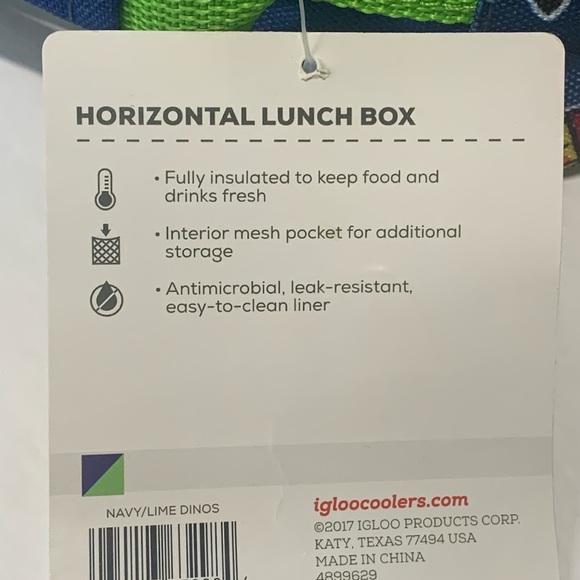 HORIZONTAL LUNCH BOX
• Fully insulated to keep food and
drinks fresh
• Interior mesh pocket for additional
storage
• Antimicrobial, leak-resistant,
easy-to-clean liner
NAVY/LIME DINOS
igloocoolers.com
©2017 IGLOO PRODUCTS CORP.
KATY, TEXAS 77494 USA
MADE IN CHINA
4899629